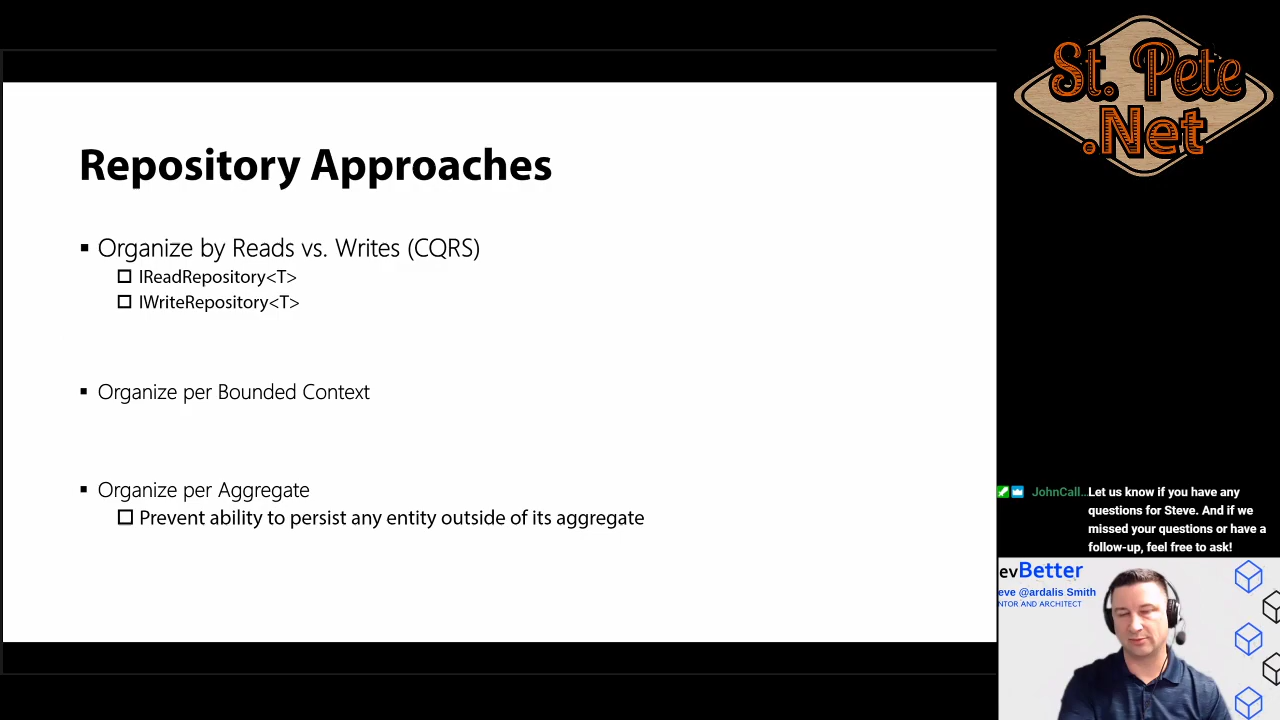 Repository Approaches
Organize by Reads vs. Writes (CQRS)
IReadRepository<T>
IWriteRepository<T>
Organize per Bounded Context
Organize per Aggregate
Prevent ability to persist any entity outside of its aggregate
St. Pete
.Net
JohnCall... Let us know if you have any
questions for Steve. And if we
missed your questions or have a
follow-up, feel free to ask!
evBetter
eve @ardalis Smith
NTOR AND ARCHITECT